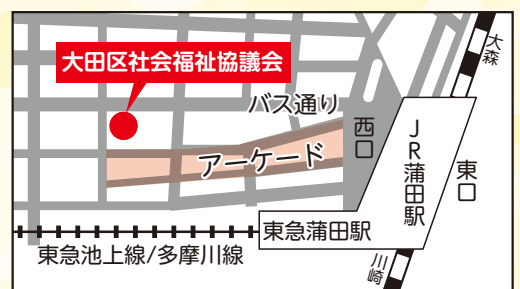 大田区社会福祉協議会
バス通り
アーケード
西口
JR蒲田駅
東口
大森
東急蒲田駅
東急池上線/多摩川線
川崎